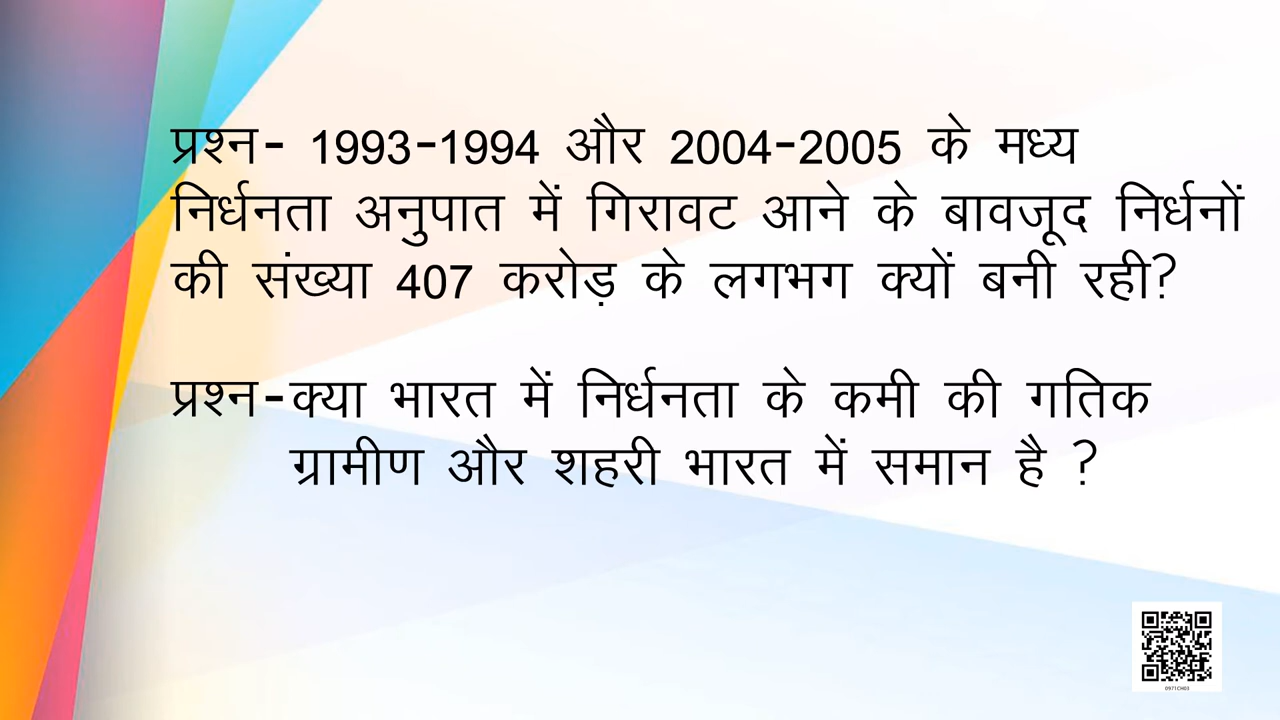 प्रश्न- 1993-1994 और 2004-2005 के मध्य
निर्धनता अनुपात में गिरावट आने के बावजूद निर्धनों
की संख्या 407 करोड़ के लगभग क्यों बनी रही?
प्रश्न-क्या भारत में निर्धनता के कमी की गतिक
ग्रामीण और शहरी भारत में समान है ?
0971CH03